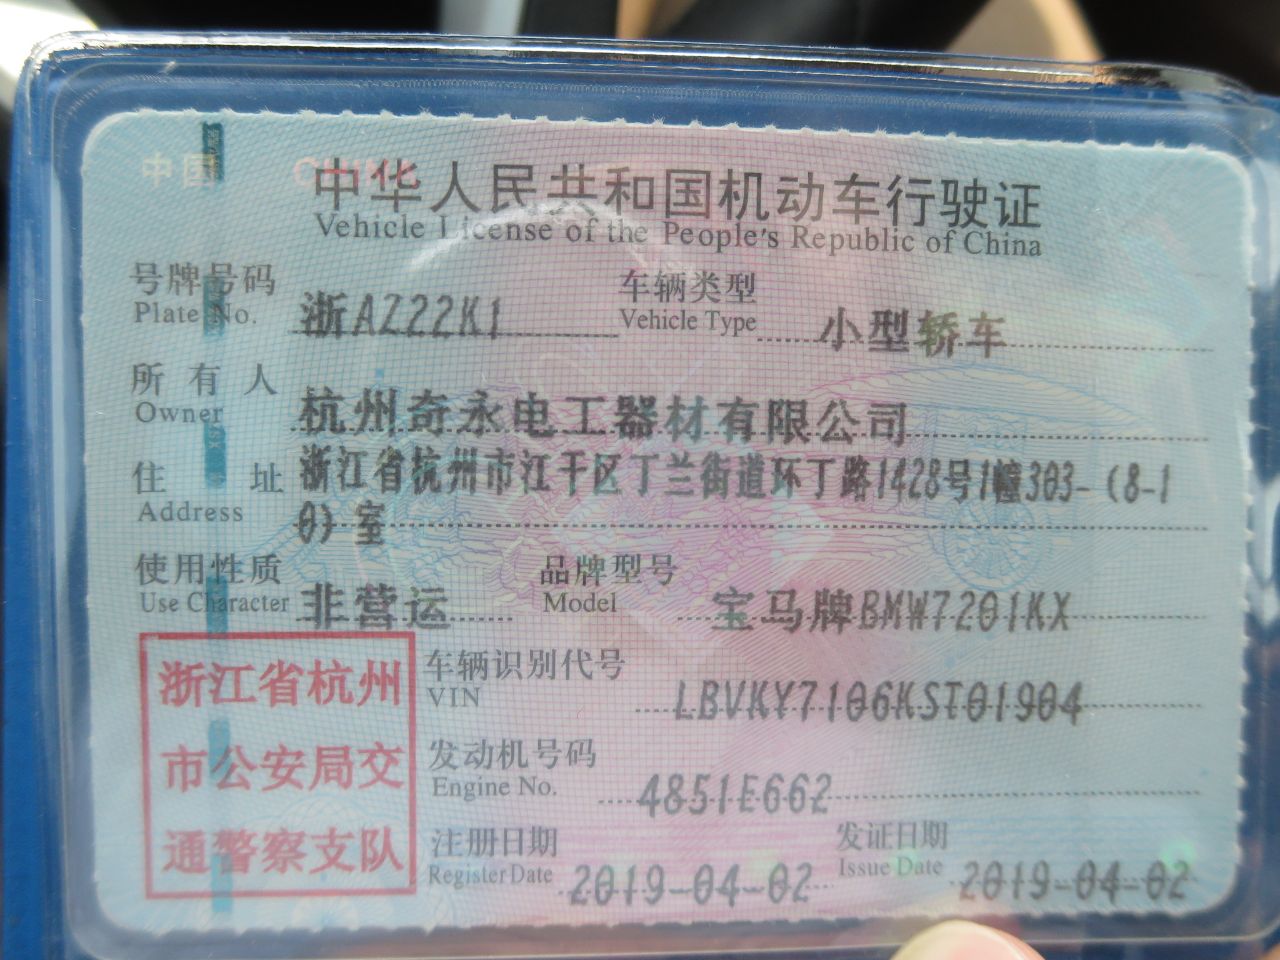 中国 CHINA
中华人民共和国机动车行驶证
Vehicle License of the People's Republic of China
号牌号码 浙AZ22K1 车辆类型 小型轿车
Plate No. Vehicle Type
所有人 杭州奇永电工器材有限公司
Owner
住址 浙江省杭州市江干区丁兰街道环丁路1428号1幢303-(8-1
Address 0)室
使用性质 非营运 品牌型号 宝马牌BMW7201KX
Use Character Model
浙江省杭州
市公安局交
通警察支队
车辆识别代号 LBVKY7106KST01904
VIN
发动机号码 4851E662
Engine No.
注册日期 2019-04-02 发证日期 2019-04-02
Register Date Issue Date